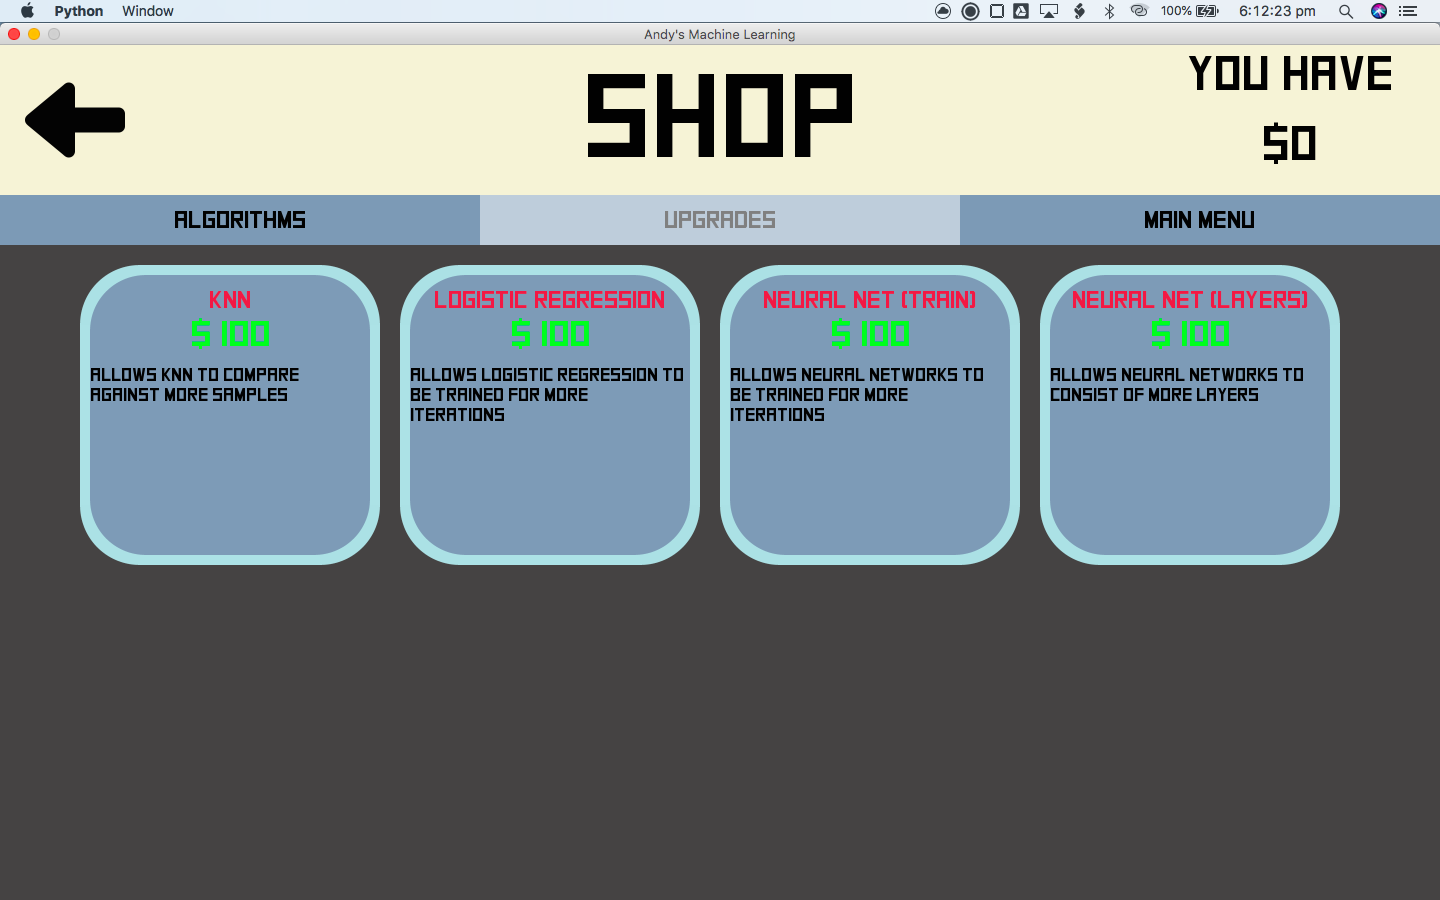 Python Window
100%
6:12:23 pm
Andy's Machine Learning
SHOP
YOU HAVE
$0
ALGORITHMS
UPGRADES
MAIN MENU
KNN
$ 100
ALLOWS KNN TO COMPARE
AGAINST MORE SAMPLES
LOGISTIC REGRESSION
$ 100
ALLOWS LOGISTIC REGRESSION TO
BE TRAINED FOR MORE
ITERATIONS
NEURAL NET (TRAIN)
$ 100
ALLOWS NEURAL NETWORKS TO
BE TRAINED FOR MORE
ITERATIONS
NEURAL NET (LAYERS)
$ 100
ALLOWS NEURAL NETWORKS TO
CONSIST OF MORE LAYERS